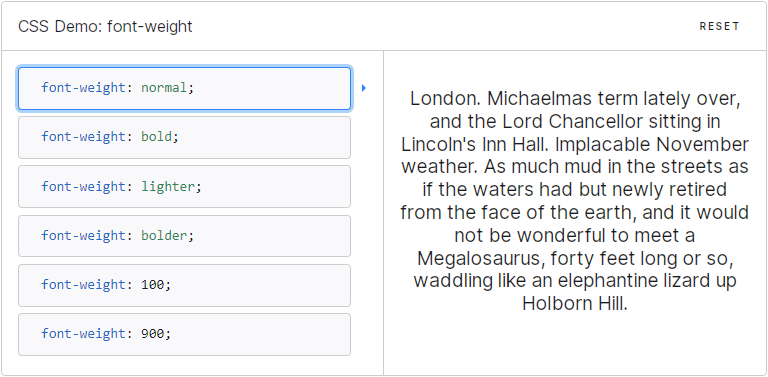 CSS Demo: font-weight
RESET
font-weight: normal;
font-weight: bold;
font-weight: lighter;
font-weight: bolder;
font-weight: 100;
font-weight: 900;
London. Michaelmas term lately over,
and the Lord Chancellor sitting in
Lincoln's Inn Hall. Implacable November
weather. As much mud in the streets as
if the waters had but newly retired
from the face of the earth, and it would
not be wonderful to meet a
Megalosaurus, forty feet long or so,
waddling like an elephantine lizard up
Holborn Hill.